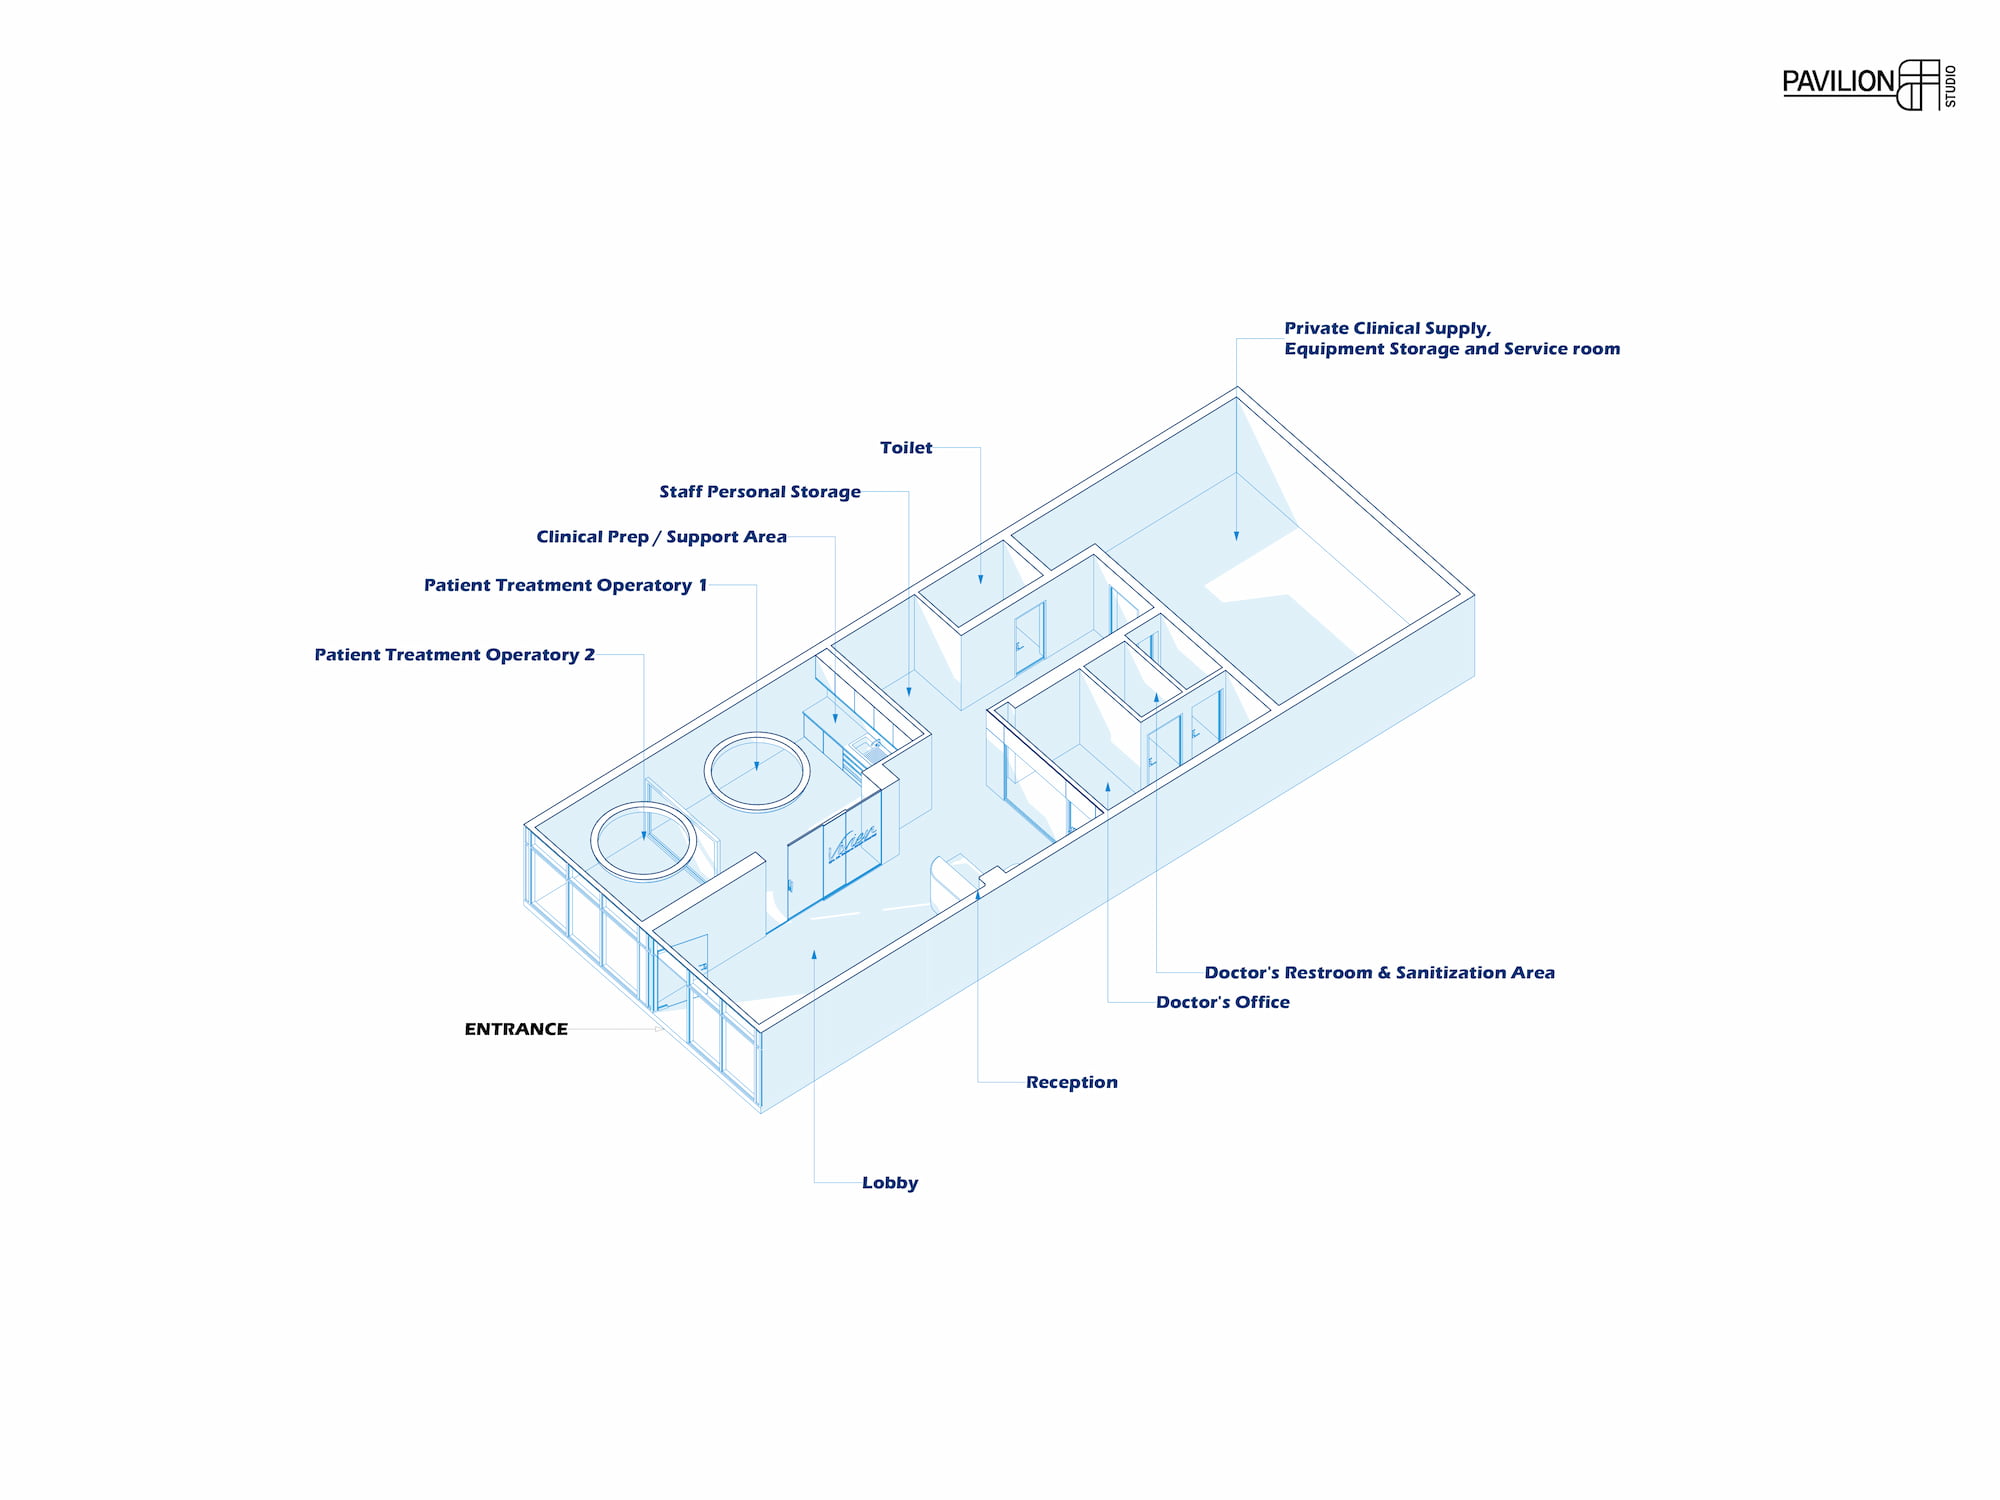 PAVILION
STUDIO
Private Clinical Supply,
Equipment Storage and Service room
Toilet
Staff Personal Storage
Clinical Prep / Support Area
Patient Treatment Operatory 1
Patient Treatment Operatory 2
Doctor's Restroom & Sanitization Area
Doctor's Office
ENTRANCE
Reception
Lobby